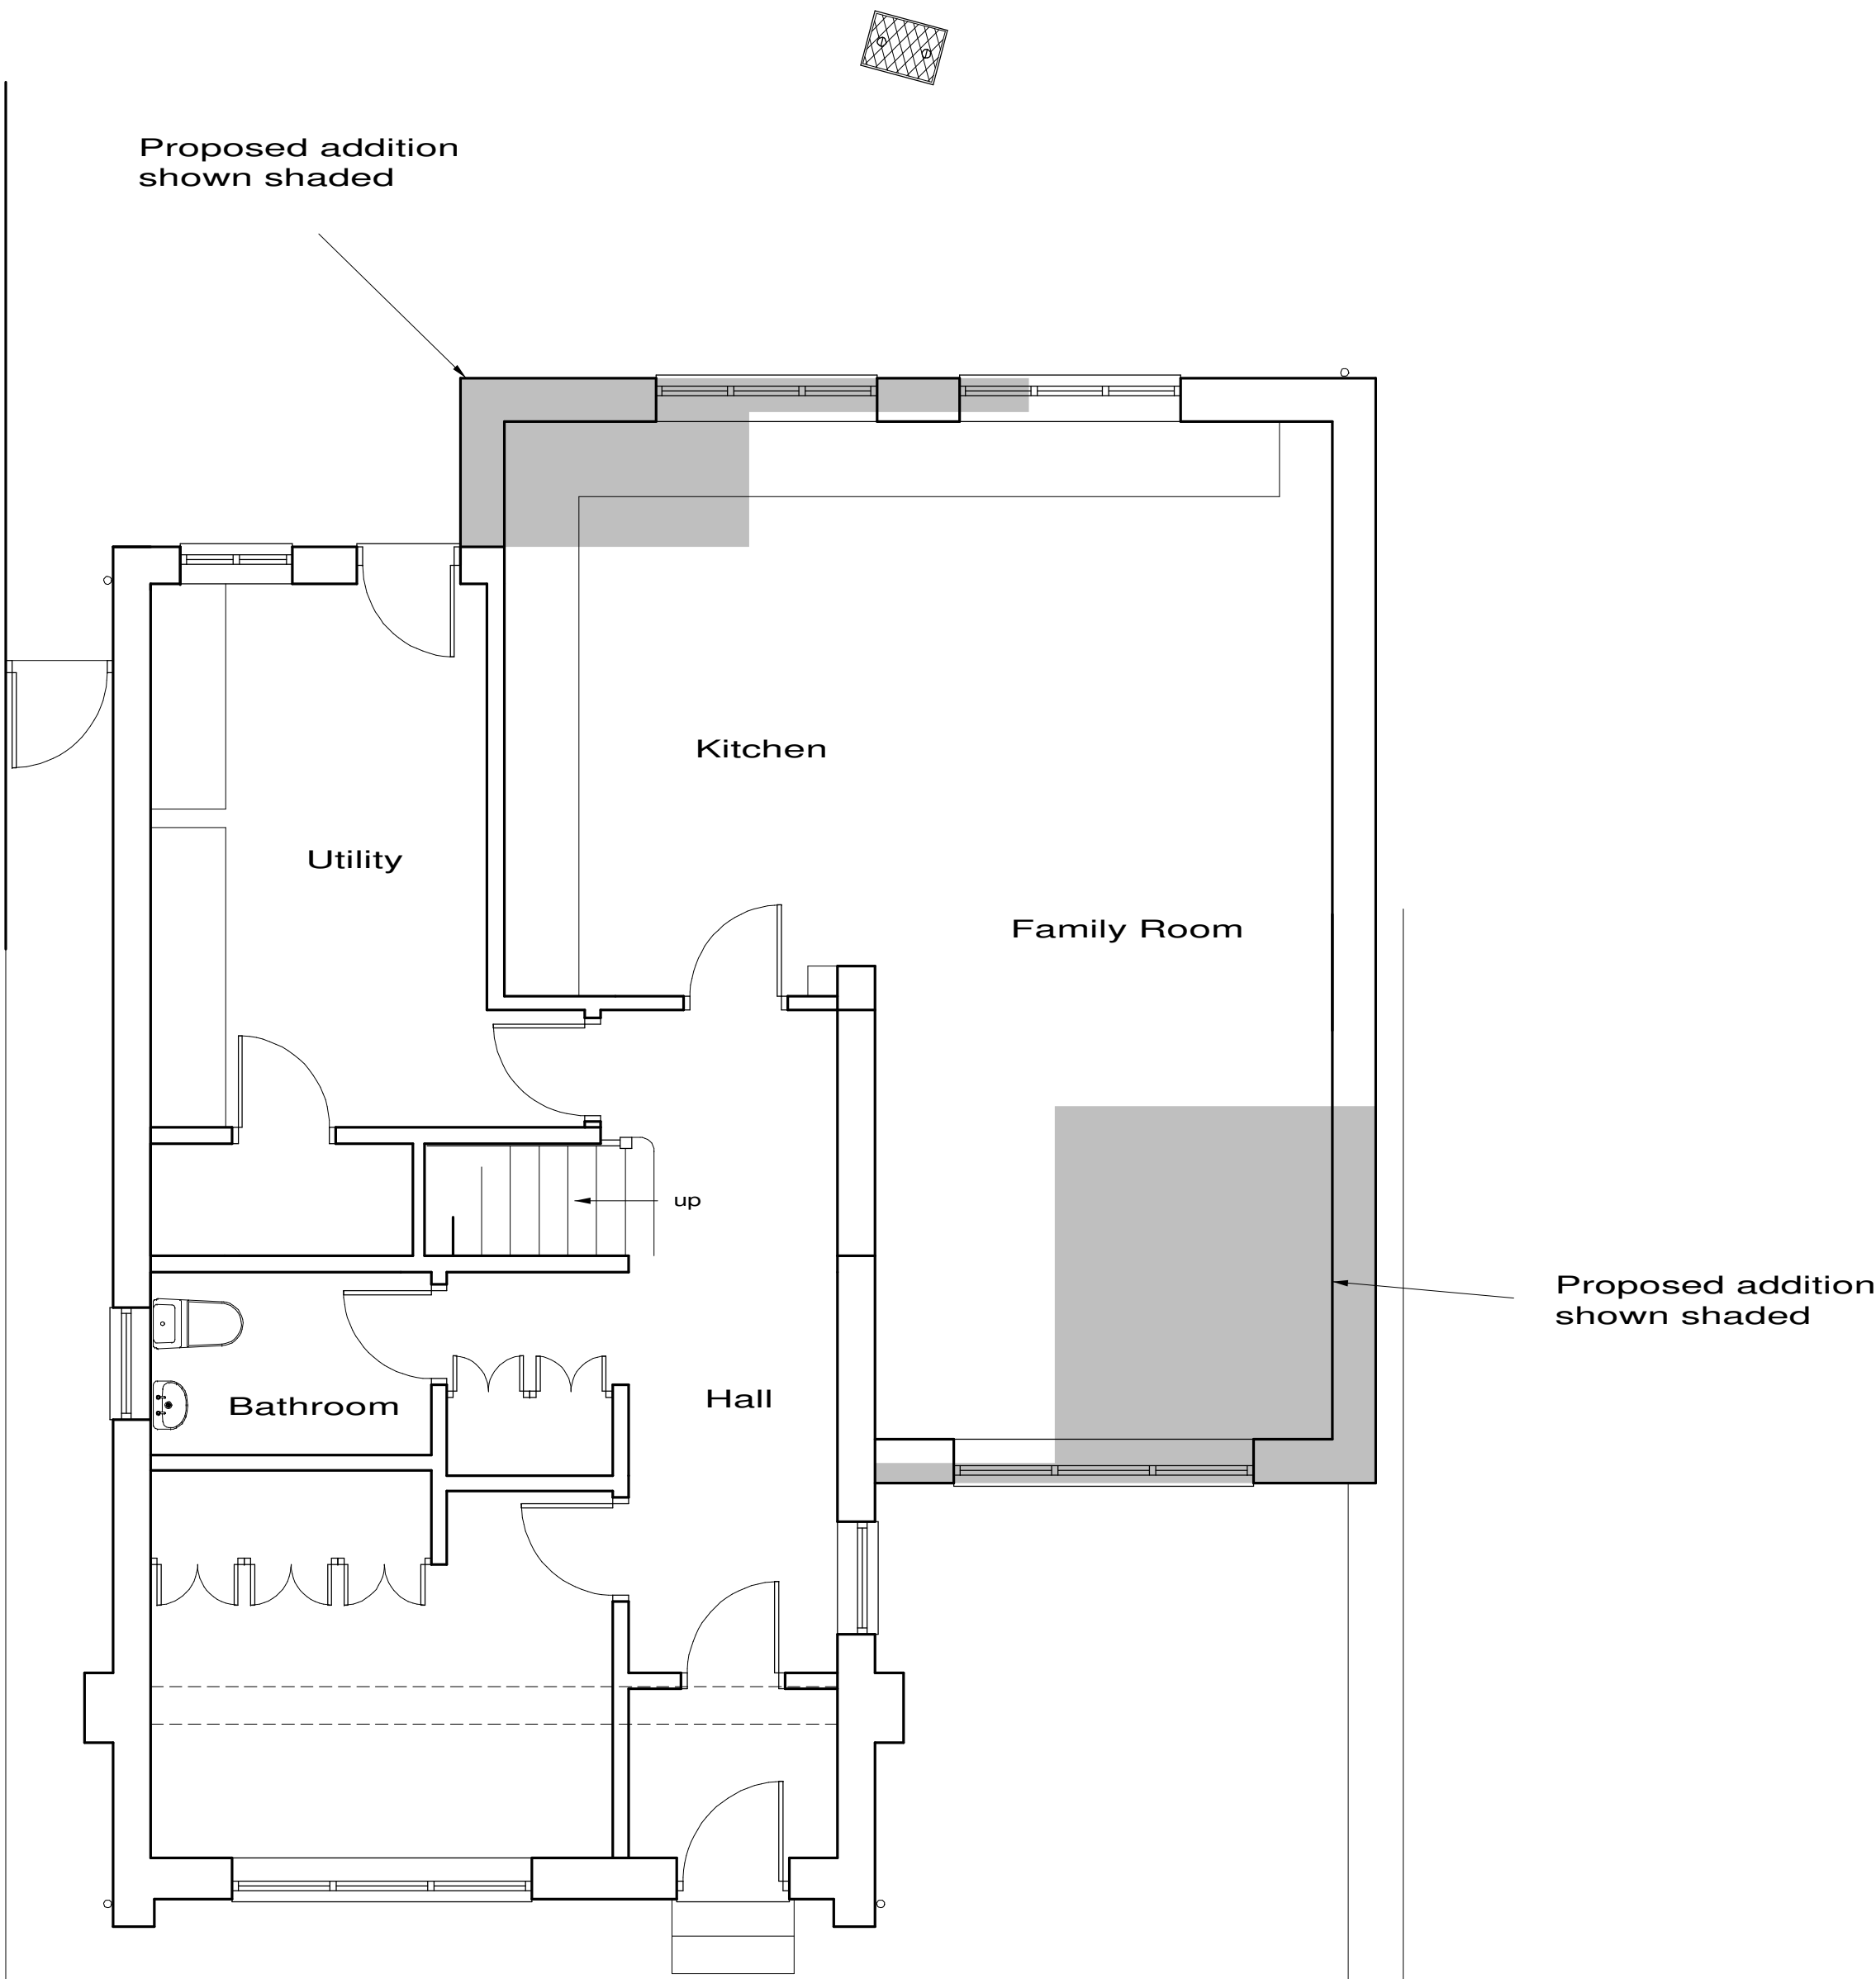 Proposed addition
shown shaded
Kitchen
Utility
Family Room
up
Proposed addition
shown shaded
Hall
Bathroom